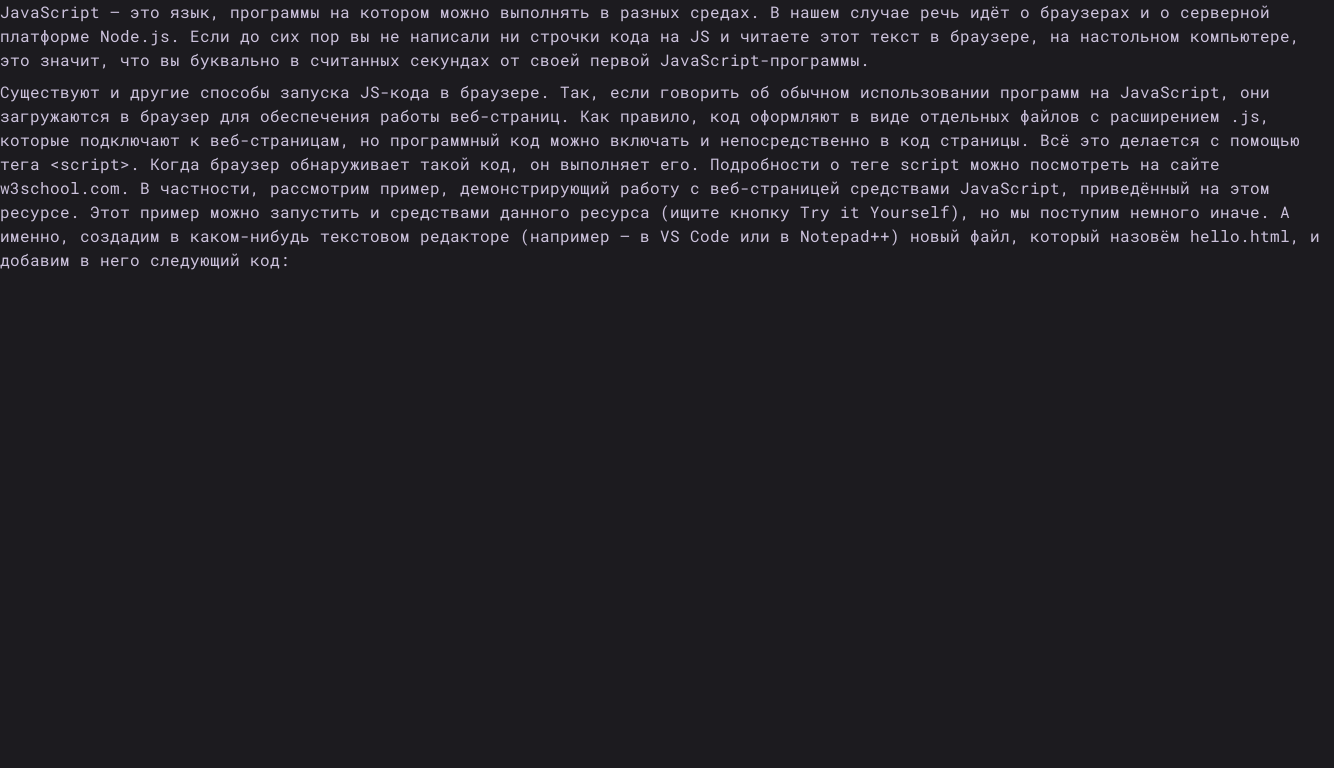 JavaScript — это язык, программы на котором можно выполнять в разных средах. В нашем случае речь идёт о браузерах и о серверной
платформе Node.js. Если до сих пор вы не написали ни строчки кода на JS и читаете этот текст в браузере, на настольном компьютере,
это значит, что вы буквально в считанных секундах от своей первой JavaScript-программы.
Существуют и другие способы запуска JS-кода в браузере. Так, если говорить об обычном использовании программ на JavaScript, они
загружаются в браузер для обеспечения работы веб-страниц. Как правило, код оформляют в виде отдельных файлов с расширением .js,
которые подключают к веб-страницам, но программный код можно включать и непосредственно в код страницы. Всё это делается с помощью
тега <script>. Когда браузер обнаруживает такой код, он выполняет его. Подробности о теге script можно посмотреть на сайте
w3school.com. В частности, рассмотрим пример, демонстрирующий работу с веб-страницей средствами JavaScript, приведённый на этом
ресурсе. Этот пример можно запустить и средствами данного ресурса (ищите кнопку Try it Yourself), но мы поступим немного иначе. А
именно, создадим в каком-нибудь текстовом редакторе (например — в VS Code или в Notepad++) новый файл, который назовём hello.html, и
добавим в него следующий код: